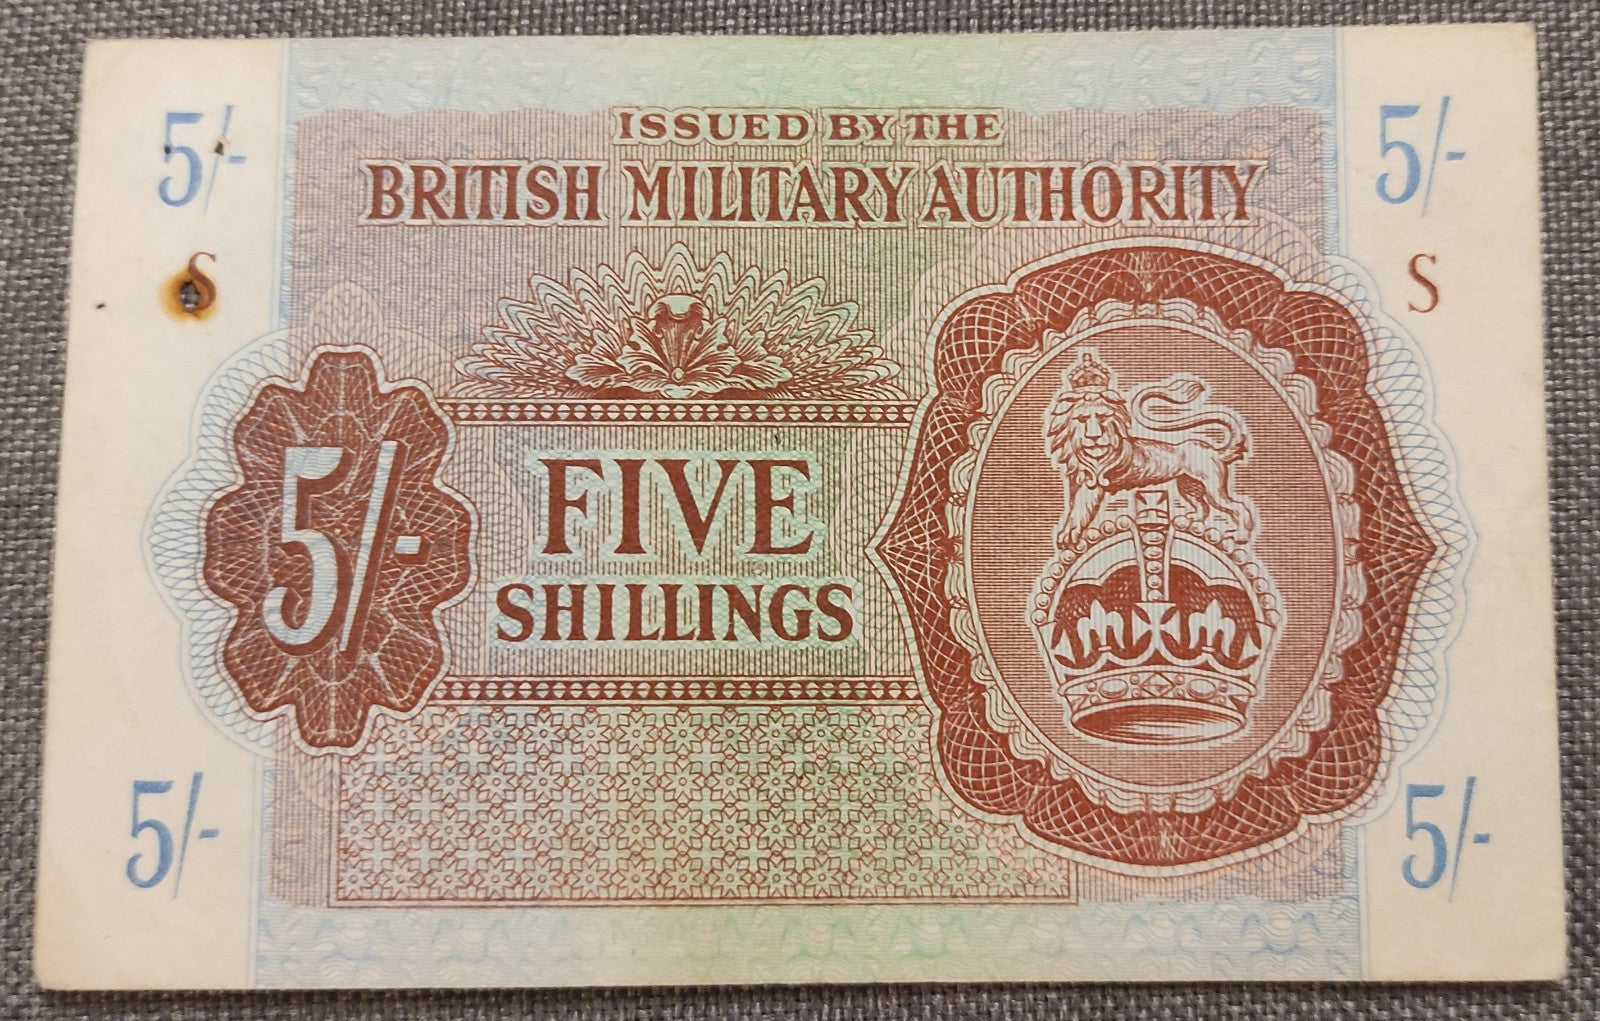 5/- 5/-
ISSUED BY THE
BRITISH MILITARY AUTHORITY
S S
5/-
FIVE
SHILLINGS
5/- 5/-